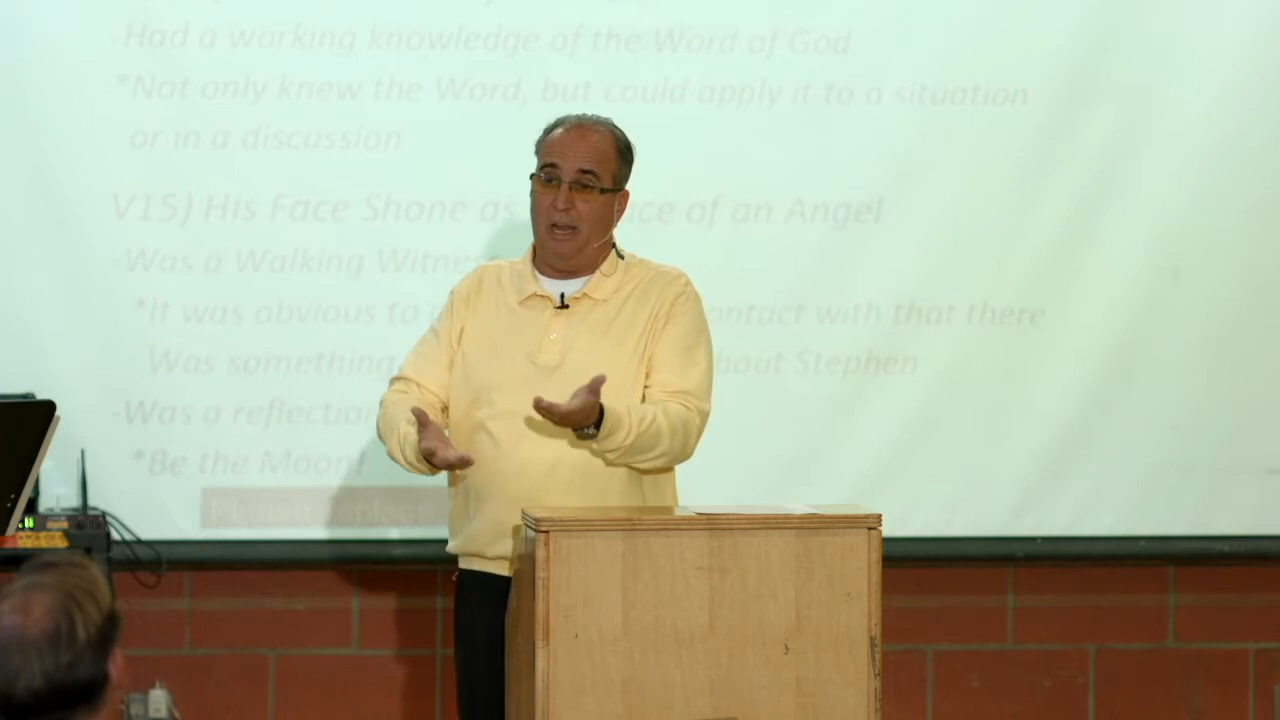 -Had a working knowledge of the Word of God
*Not only knew the Word, but could apply it to a situation
or in a discussion
V15) His Face Shone as ace of an Angel
-Was a Walking Witnes
*It was obvious to ontact with that there
Was something bout Stephen
-Was a reflection
*Be the Moon!